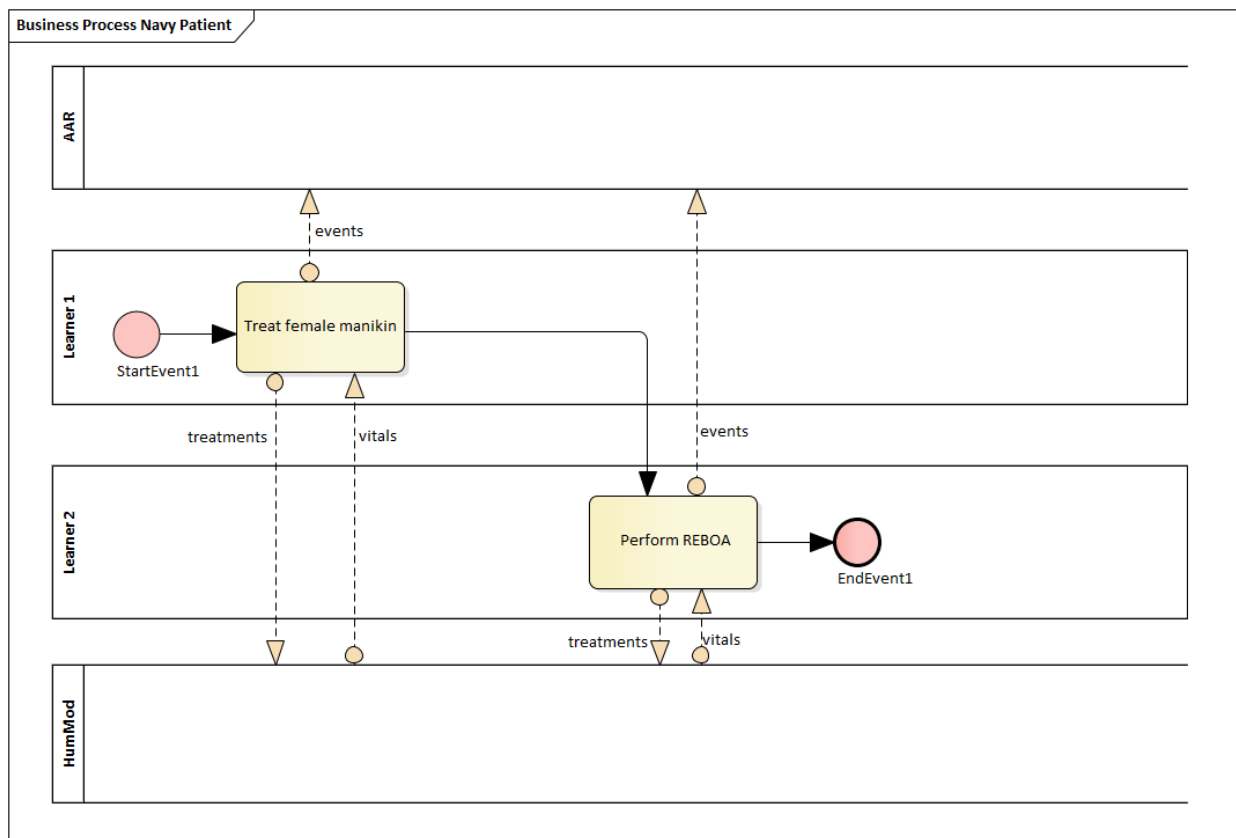 Business Process Navy Patient
AAR
events
Learner 1
Treat female manikin
StartEvent1
treatments
vitals
events
Learner 2
Perform REBOA
EndEvent1
treatments
vitals
HumMod